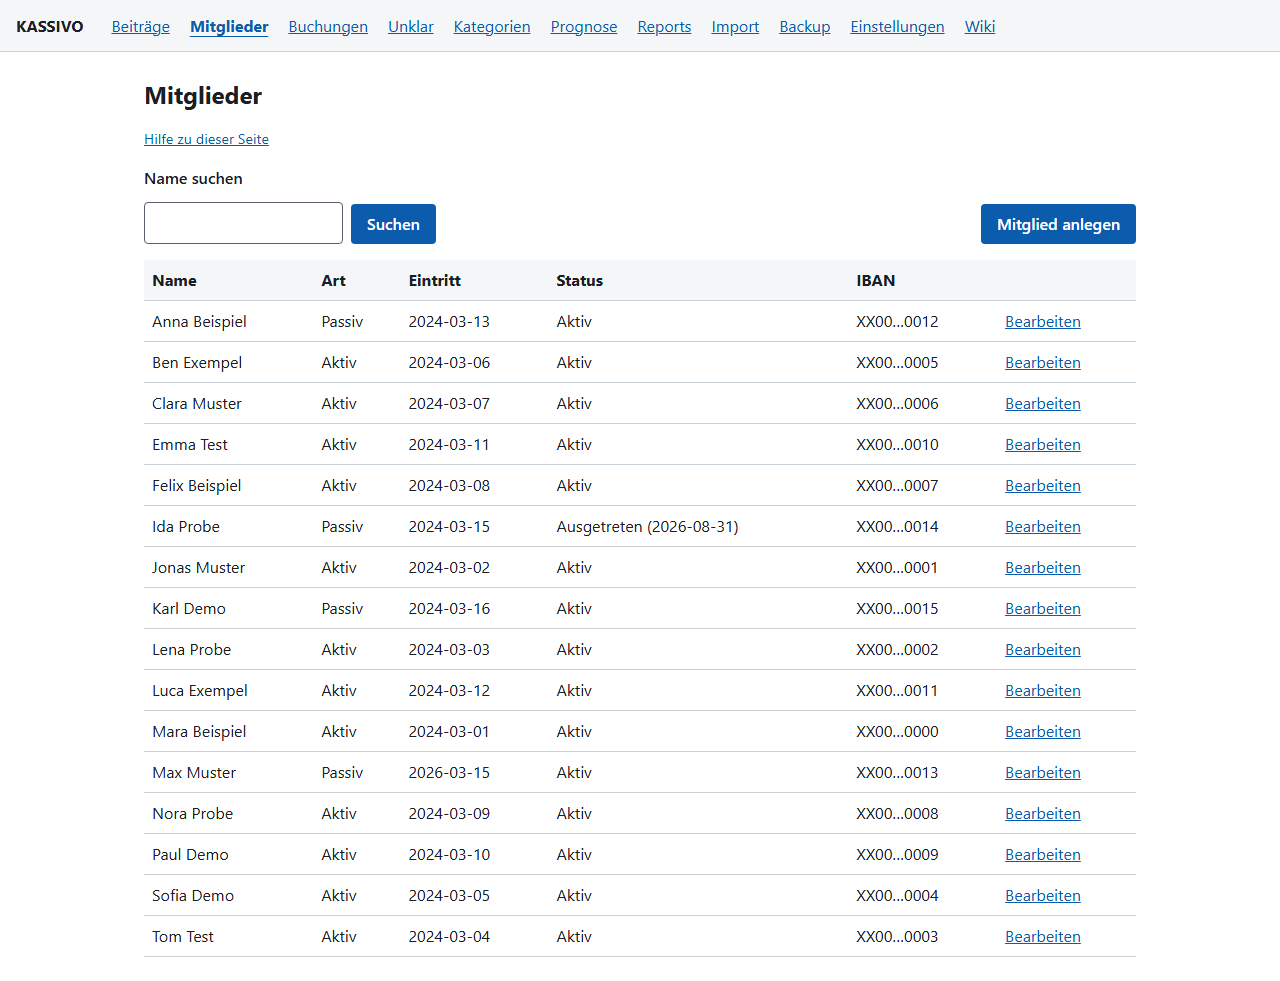 KASSIVO Beiträge Mitglieder Buchungen Unklar Kategorien Prognose Reports Import Backup Einstellungen Wiki
Mitglieder
Hilfe zu dieser Seite
Name suchen
Suchen Mitglied anlegen
Name Art Eintritt Status IBAN
Anna Beispiel Passiv 2024-03-13 Aktiv XX00…0012 Bearbeiten
Ben Exempel Aktiv 2024-03-06 Aktiv XX00…0005 Bearbeiten
Clara Muster Aktiv 2024-03-07 Aktiv XX00…0006 Bearbeiten
Emma Test Aktiv 2024-03-11 Aktiv XX00…0010 Bearbeiten
Felix Beispiel Aktiv 2024-03-08 Aktiv XX00…0007 Bearbeiten
Ida Probe Passiv 2024-03-15 Ausgetreten (2026-08-31) XX00…0014 Bearbeiten
Jonas Muster Aktiv 2024-03-02 Aktiv XX00…0001 Bearbeiten
Karl Demo Passiv 2024-03-16 Aktiv XX00…0015 Bearbeiten
Lena Probe Aktiv 2024-03-03 Aktiv XX00…0002 Bearbeiten
Luca Exempel Aktiv 2024-03-12 Aktiv XX00…0011 Bearbeiten
Mara Beispiel Aktiv 2024-03-01 Aktiv XX00…0000 Bearbeiten
Max Muster Passiv 2026-03-15 Aktiv XX00…0013 Bearbeiten
Nora Probe Aktiv 2024-03-09 Aktiv XX00…0008 Bearbeiten
Paul Demo Aktiv 2024-03-10 Aktiv XX00…0009 Bearbeiten
Sofia Demo Aktiv 2024-03-05 Aktiv XX00…0004 Bearbeiten
Tom Test Aktiv 2024-03-04 Aktiv XX00…0003 Bearbeiten